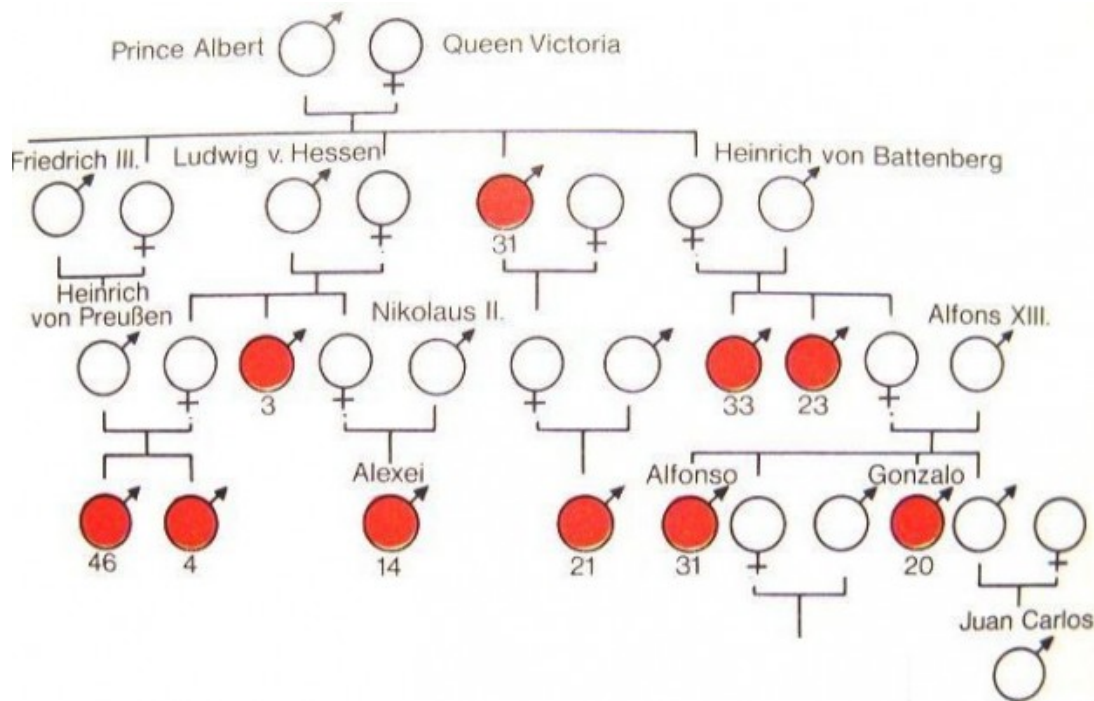 Prince Albert
Queen Victoria
Friedrich III.
Ludwig v. Hessen
Heinrich von Battenberg
31
Heinrich
von Preußen
Nikolaus II.
Alfons XIII.
3
33
23
Alexei
Alfonso
Gonzalo
46
4
14
21
31
20
Juan Carlos